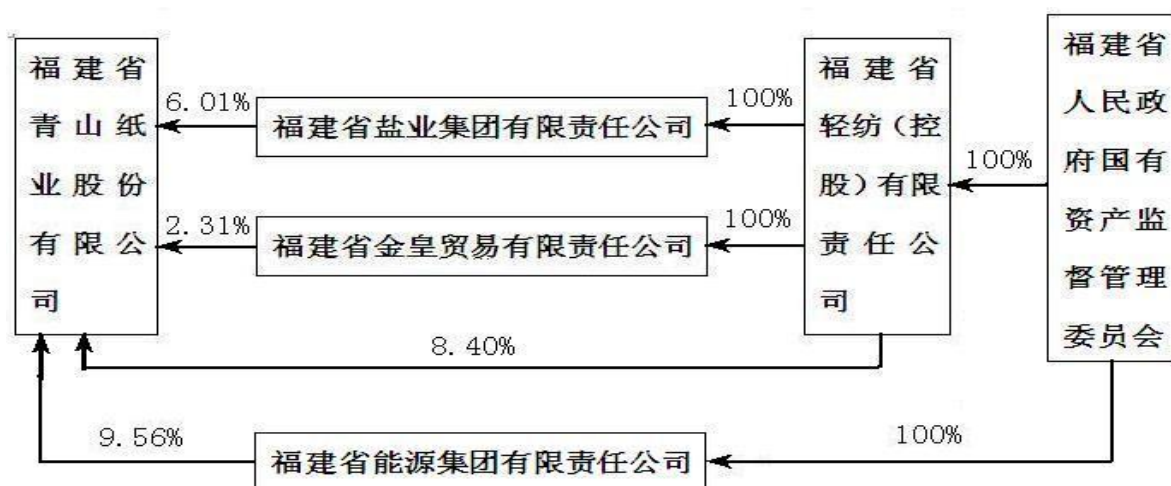 福建省
青山纸
业股份
有限公
司
6.01%
福建省盐业集团有限责任公司
100%
2.31%
福建省金皇贸易有限责任公司
100%
福建省
轻纺（控
股）有限
责任公
司
100%
福建省
人民政
府国有
资产监
督管理
委员会
8.40%
9.56%
福建省能源集团有限责任公司
100%